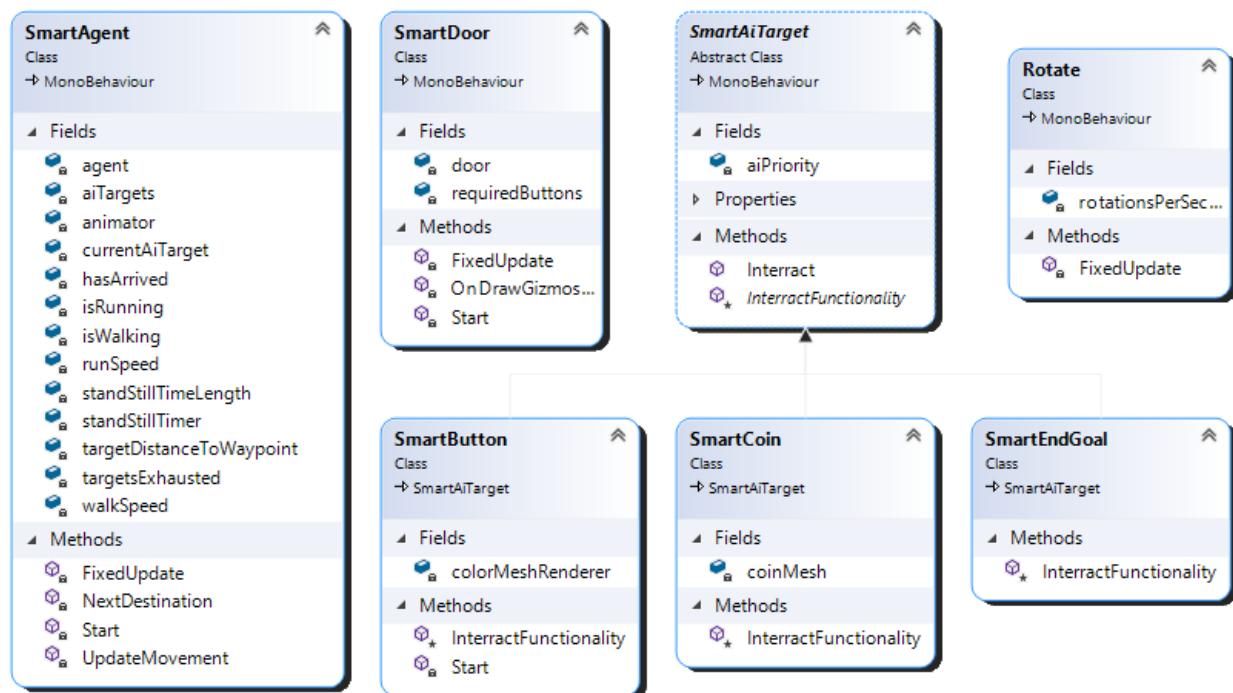 SmartAgent
Class
MonoBehaviour
Fields
agent
aiTargets
animator
currentAiTarget
hasArrived
isRunning
isWalking
runSpeed
standStillTimeLength
standStillTimer
targetDistanceToWaypoint
targetsExhausted
walkSpeed
Methods
FixedUpdate
NextDestination
Start
UpdateMovement
SmartDoor
Class
MonoBehaviour
Fields
door
requiredButtons
Methods
FixedUpdate
OnDrawGizmos...
Start
SmartAiTarget
Abstract Class
MonoBehaviour
Fields
aiPriority
Properties
Methods
Interract
InterractFunctionality
Rotate
Class
MonoBehaviour
Fields
rotationsPerSec...
Methods
FixedUpdate
SmartButton
Class
SmartAiTarget
Fields
colorMeshRenderer
Methods
InterractFunctionality
Start
SmartCoin
Class
SmartAiTarget
Fields
coinMesh
Methods
InterractFunctionality
SmartEndGoal
Class
SmartAiTarget
Methods
InterractFunctionality